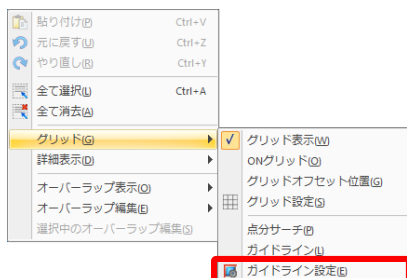 貼り付け(P) Ctrl+V
元に戻す(U) Ctrl+Z
やり直し(R) Ctrl+Y
全て選択(L) Ctrl+A
全て消去(A)
グリッド(G)
詳細表示(D)
オーバーラップ表示(O)
オーバーラップ編集(E)
選択中のオーバーラップ編集(S)
グリッド表示(W)
ONグリッド(O)
グリッドオフセット位置(G)
グリッド設定(S)
点分サーチ(P)
ガイドライン(L)
ガイドライン設定(E)